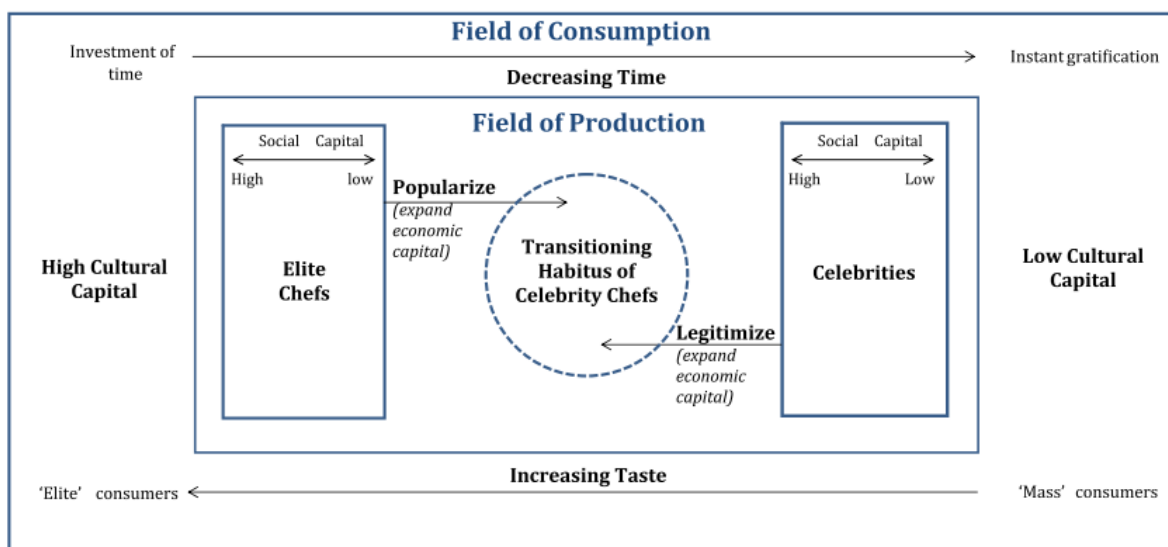 Field of Consumption
Investment of
time
Instant gratification
Decreasing Time
Field of Production
Social Capital
High low
Social Capital
High Low
Popularize
(expand
economic
capital)
High Cultural
Capital
Elite
Chefs
Transitioning
Habitus of
Celebrity Chefs
Celebrities
Low Cultural
Capital
Legitimize
(expand
economic
capital)
Increasing Taste
‘Elite’ consumers
‘Mass’ consumers